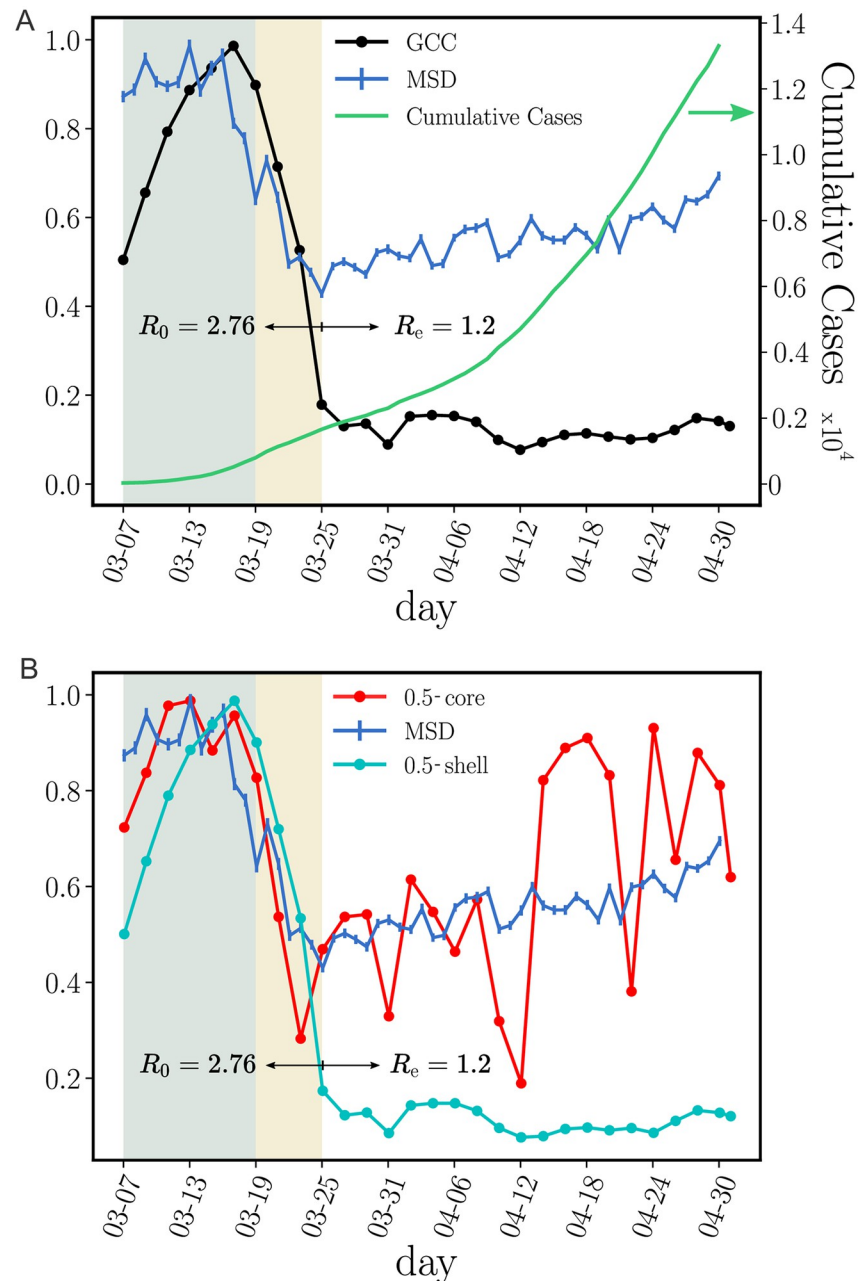 A
GCC
MSD
Cumulative Cases
1.0
0.8
0.6
0.4
0.2
0.0
R₀ = 2.76
Rₑ = 1.2
1.4
1.2
1.0
0.8
0.6
0.4
0.2
0
Cumulative Cases x10⁴
03-07
03-13
03-19
03-25
03-31
04-06
04-12
04-18
04-24
04-30
day
B
0.5-core
MSD
0.5-shell
1.0
0.8
0.6
0.4
0.2
R₀ = 2.76
Rₑ = 1.2
03-07
03-13
03-19
03-25
03-31
04-06
04-12
04-18
04-24
04-30
day